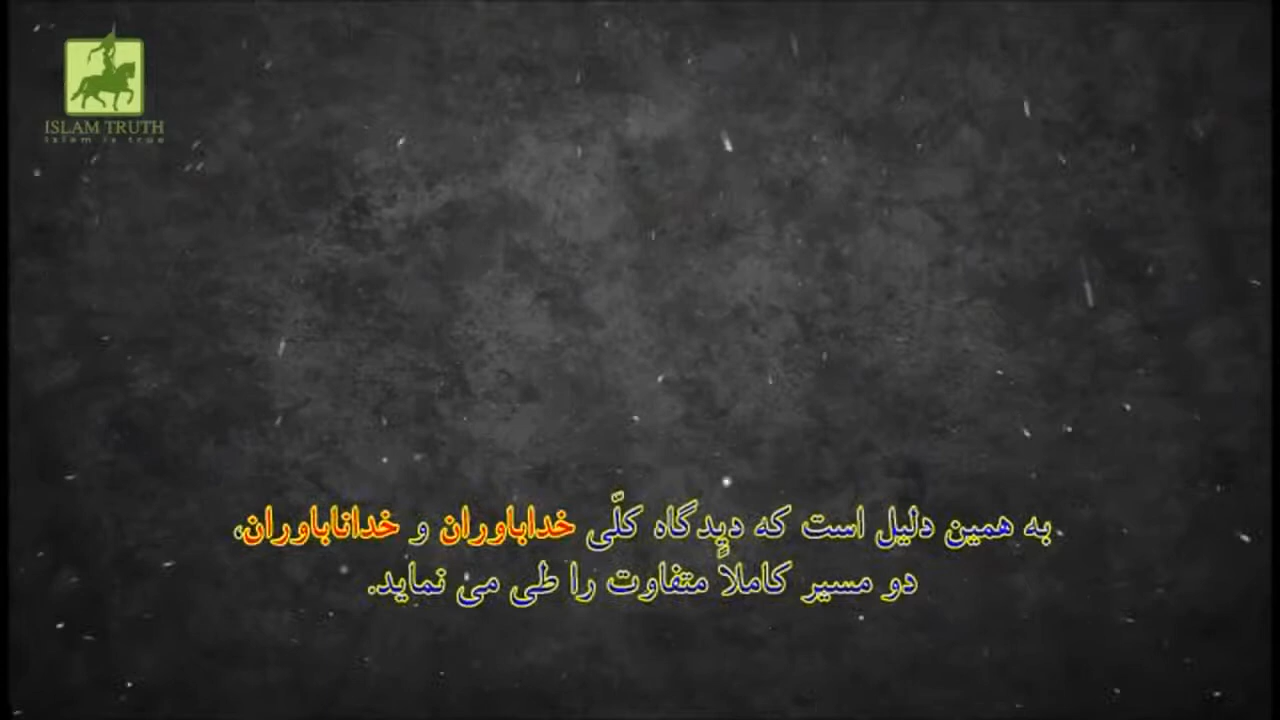 ISLAM TRUTH
islam is true
به همین دلیل است که دیدگاه کلّی خداباوران و خداناباوران،
دو مسیر کاملاً متفاوت را طی می نماید.